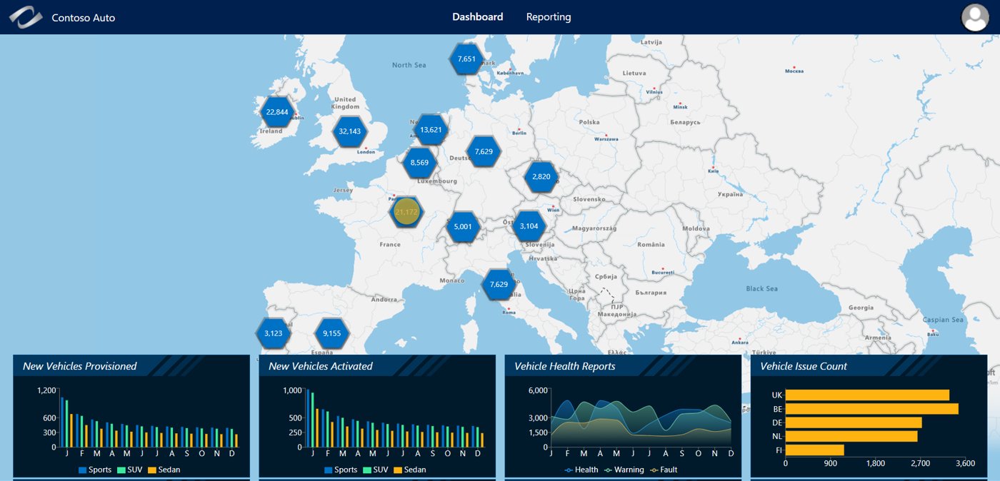 Contoso Auto
Dashboard
Reporting
Latvija
North Sea
7,651
mark
København
Москва
Lietuva
Vilnius
United
Kingdom
22,844
Dublin
Minsk
Ireland
32,143
13,621
Berlin
Polska
Warszawa
Беларусь
London
7,629
8,569
Luxembourg
2,820
Київ
Jersey
Slovensko
Україна
21,172
Wien
5,001
3,104
Magyarország
Moldova
France
Slovenija
România
Hrvatska
Monaco
7,629
Србија
București
Црна
Гора
България
Black Sea
Andorra
ПЈР
Македонија
Roma
Georgia
Caspian Sea
Baku
Armenia
3,123
9,155
España
Ελλάς
Ankara
Türkiye
New Vehicles Provisioned
1,200
600
300
0
J F M A M J J A S O N D
Sports SUV Sedan
New Vehicles Activated
1,000
500
250
0
J F M A M J J A S O N D
Sports SUV Sedan
Vehicle Health Reports
6,000
3,000
1,500
0
J F M A M J J A S O N D
Health Warning Fault
Vehicle Issue Count
UK
BE
DE
NL
FI
0 900 1,800 2,700 3,600